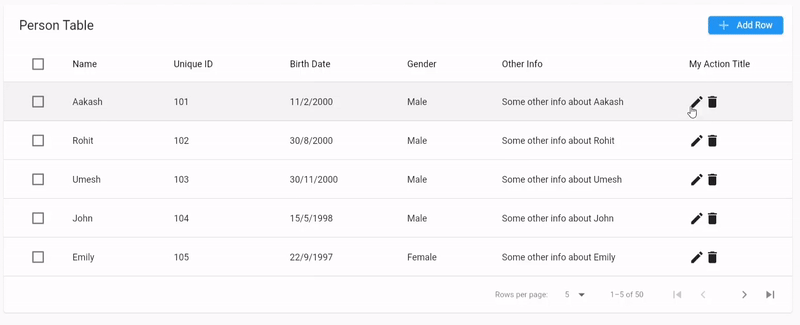 Person Table
Add Row
Name Unique ID Birth Date Gender Other Info My Action Title
Aakash 101 11/2/2000 Male Some other info about Aakash
Rohit 102 30/8/2000 Male Some other info about Rohit
Umesh 103 30/11/2000 Male Some other info about Umesh
John 104 15/5/1998 Male Some other info about John
Emily 105 22/9/1997 Female Some other info about Emily
Rows per page: 5 1–5 of 50